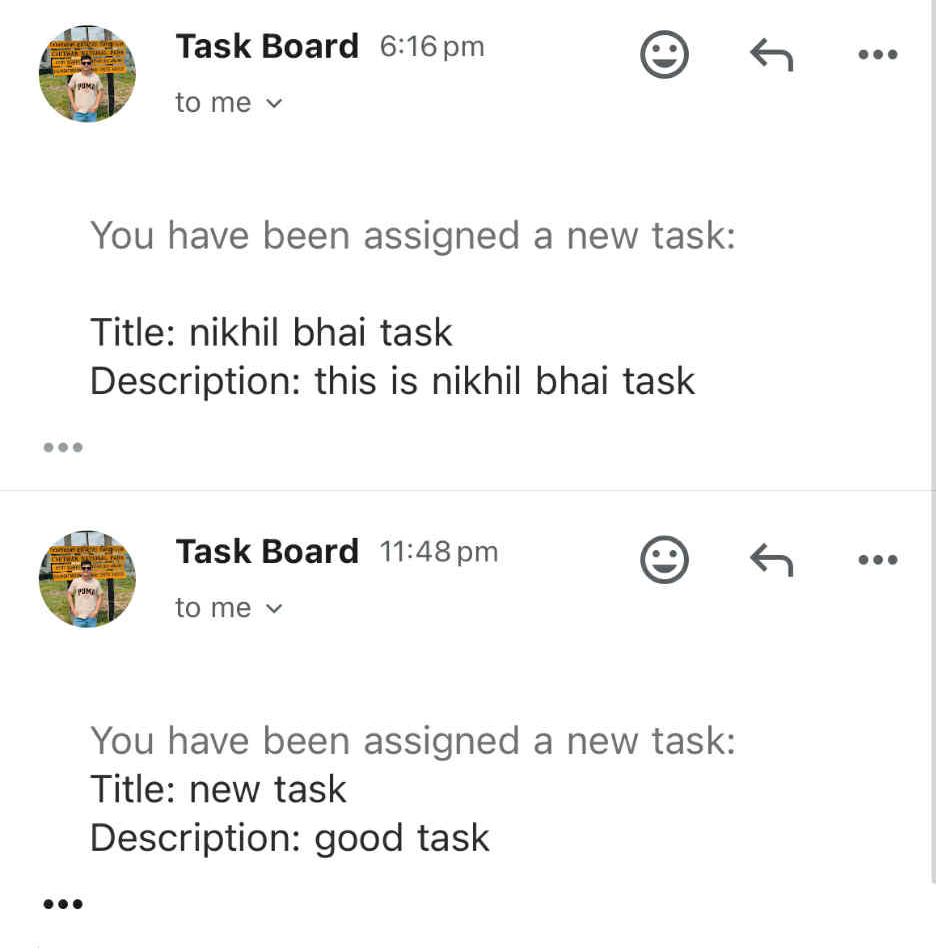 Task Board 6:16 pm
to me
You have been assigned a new task:
Title: nikhil bhai task
Description: this is nikhil bhai task
Task Board 11:48 pm
to me
You have been assigned a new task:
Title: new task
Description: good task